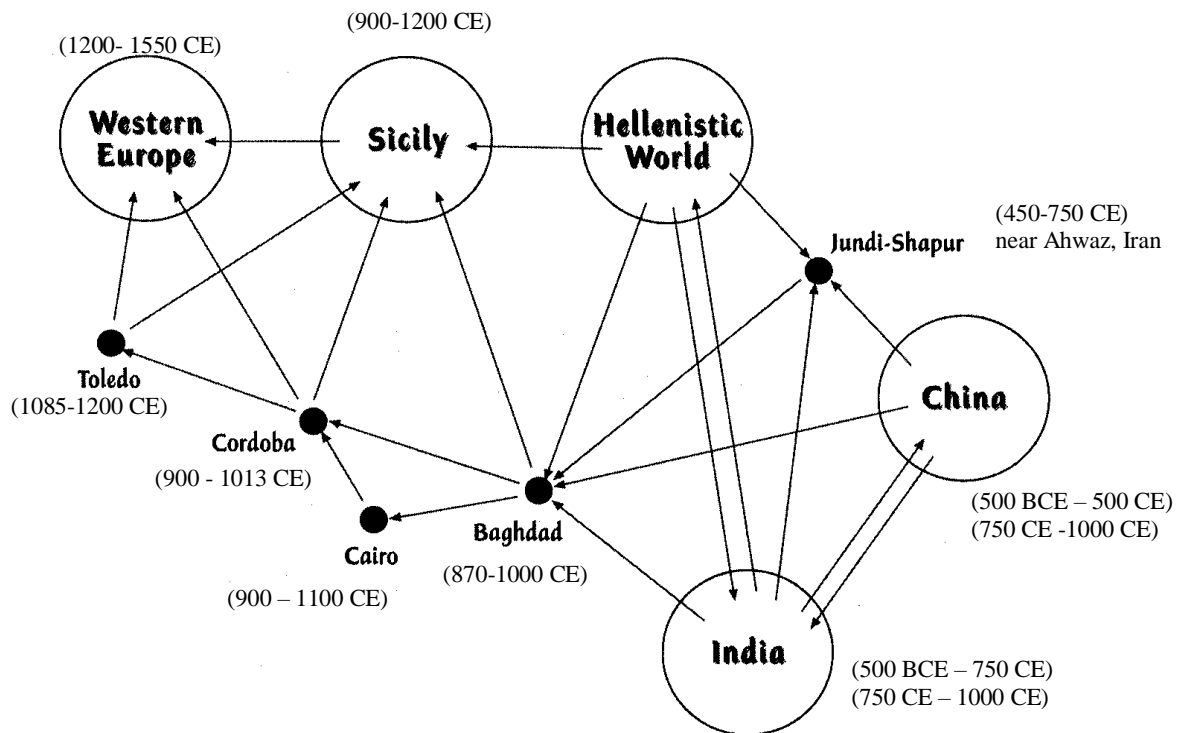 (900-1200 CE)
(1200- 1550 CE)
Western
Europe
Sicily
Hellenistic
World
(450-750 CE)
Jundi-Shapur
near Ahwaz, Iran
Toledo
(1085-1200 CE)
China
Cordoba
(900 - 1013 CE)
Baghdad
(870-1000 CE)
Cairo
(900 – 1100 CE)
(500 BCE – 500 CE)
(750 CE -1000 CE)
India
(500 BCE – 750 CE)
(750 CE – 1000 CE)